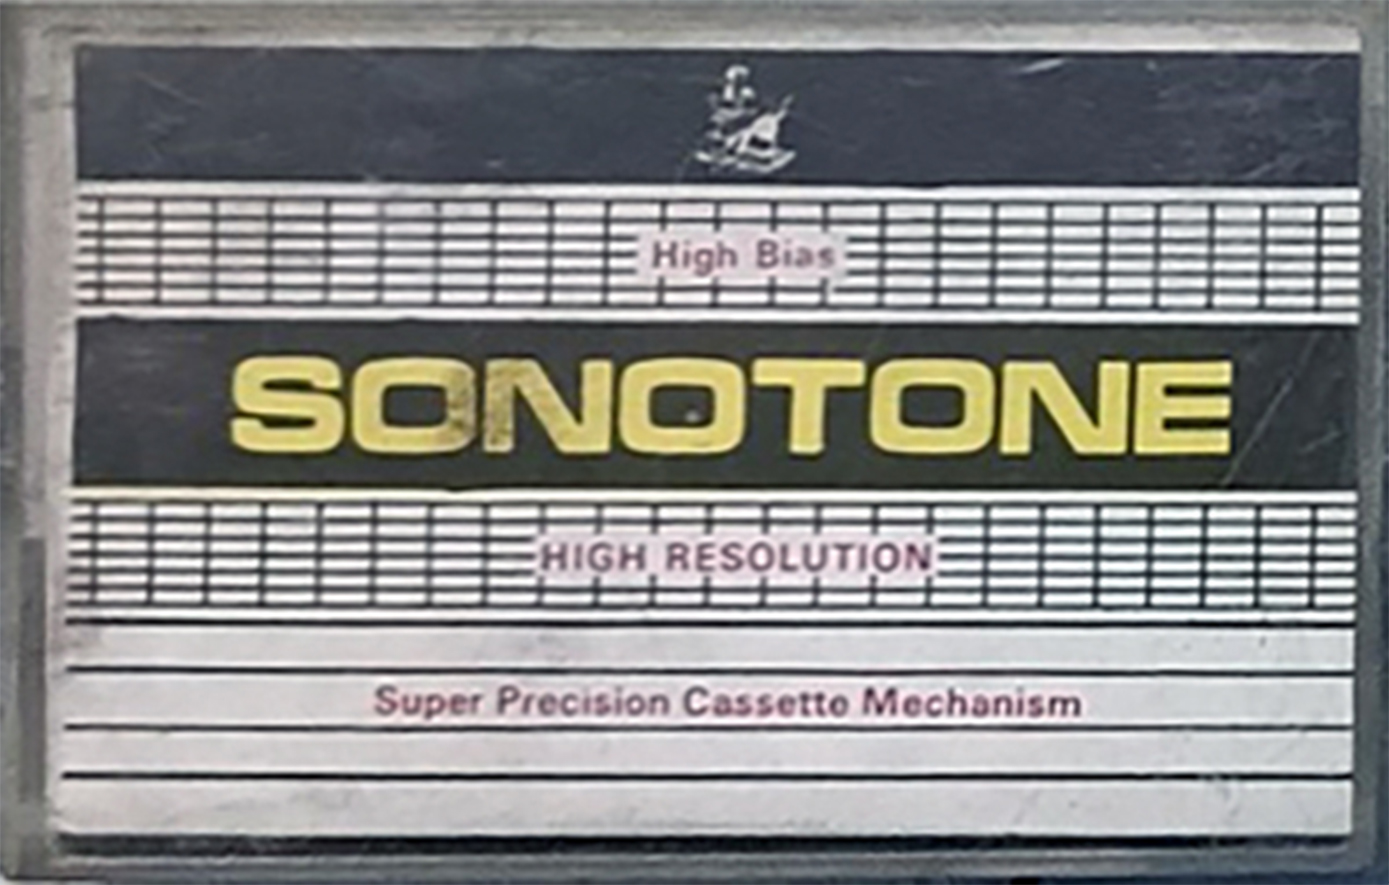 High Bias
SONOTONE
HIGH RESOLUTION
Super Precision Cassette Mechanism